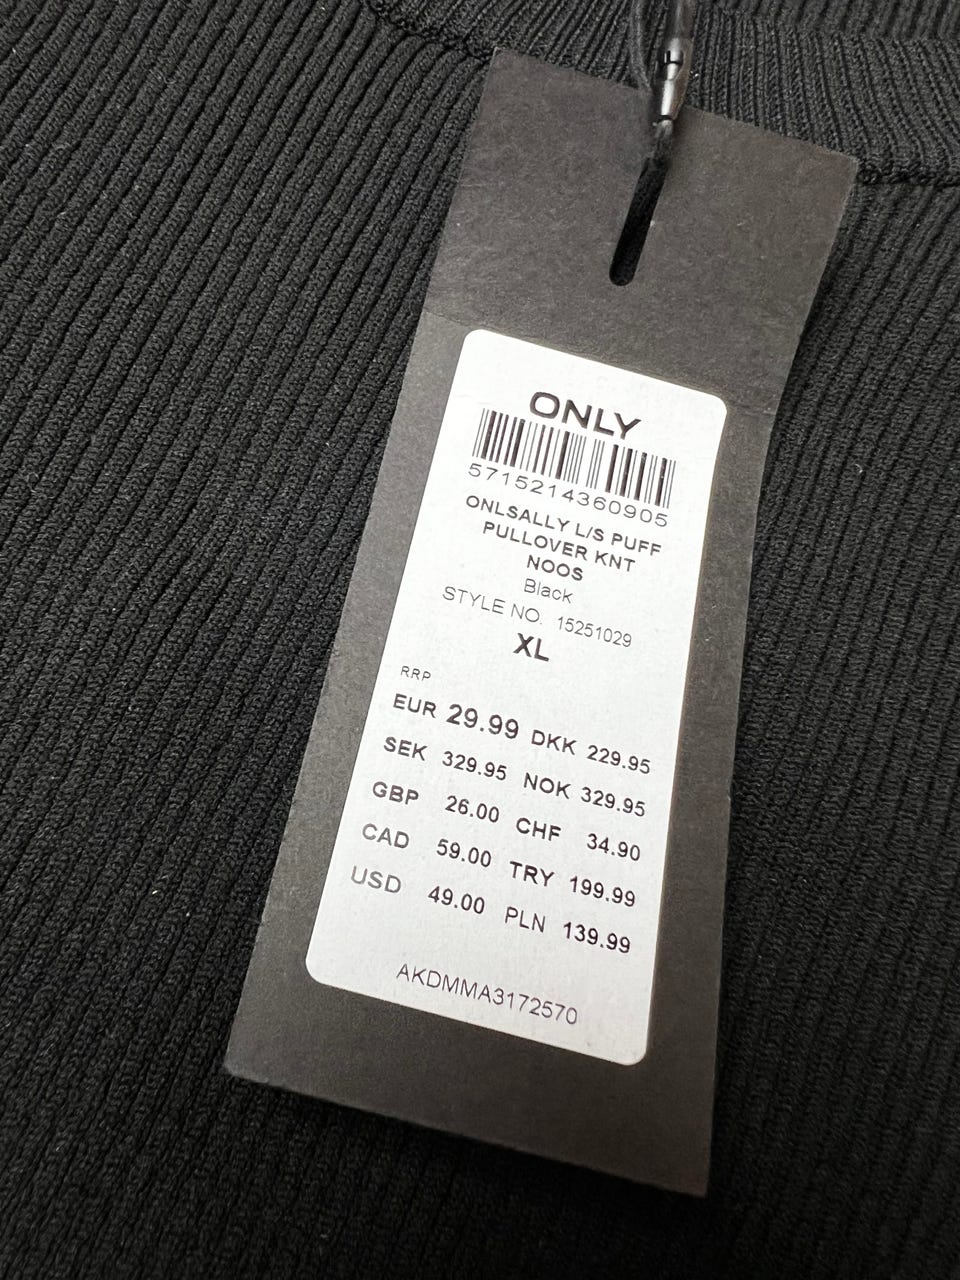 ONLY
5715214360905
ONLSALLY L/S PUFF
PULLOVER KNT
NOOS
Black
STYLE NO. 15251029
XL
RRP
EUR 29.99 DKK 229.95
SEK 329.95 NOK 329.95
GBP 26.00 CHF 34.90
CAD 59.00 TRY 199.99
USD 49.00 PLN 139.99
AKDMMA3172570